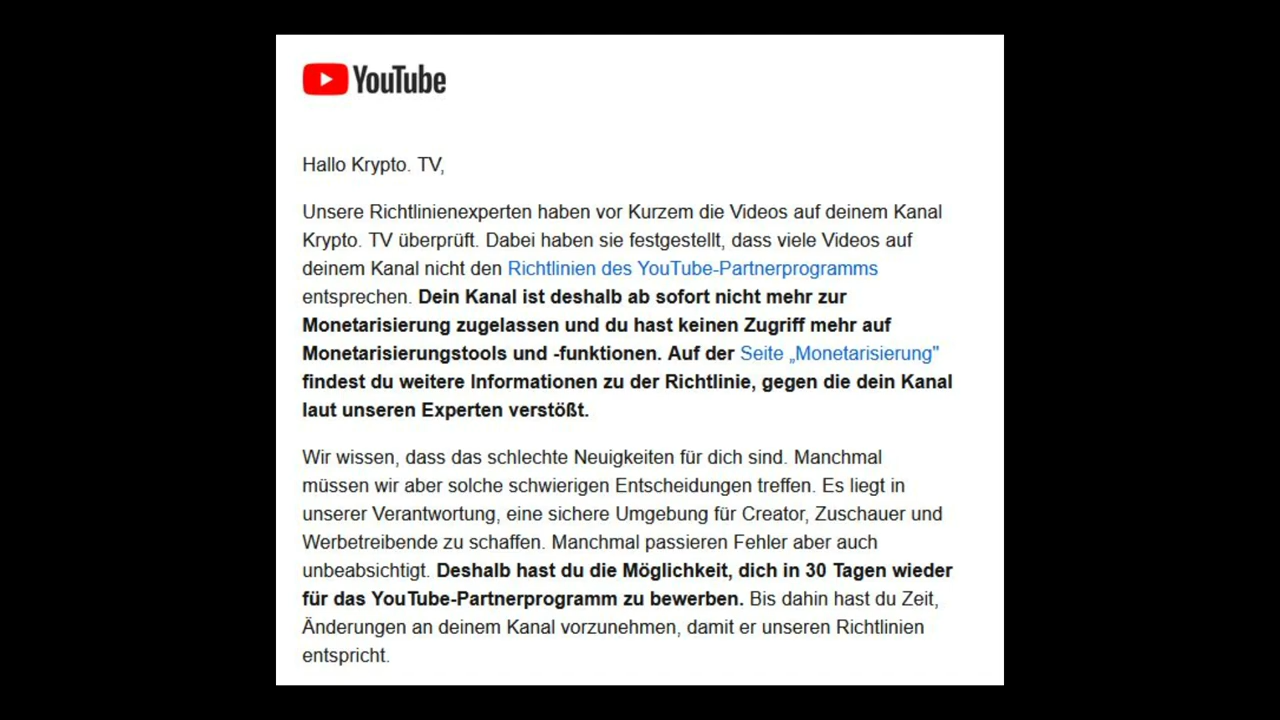 YouTube
Hallo Krypto. TV,
Unsere Richtlinienexperten haben vor Kurzem die Videos auf deinem Kanal
Krypto. TV überprüft. Dabei haben sie festgestellt, dass viele Videos auf
deinem Kanal nicht den Richtlinien des YouTube-Partnerprogramms
entsprechen. Dein Kanal ist deshalb ab sofort nicht mehr zur
Monetarisierung zugelassen und du hast keinen Zugriff mehr auf
Monetarisierungstools und -funktionen. Auf der Seite „Monetarisierung"
findest du weitere Informationen zu der Richtlinie, gegen die dein Kanal
laut unseren Experten verstößt.
Wir wissen, dass das schlechte Neuigkeiten für dich sind. Manchmal
müssen wir aber solche schwierigen Entscheidungen treffen. Es liegt in
unserer Verantwortung, eine sichere Umgebung für Creator, Zuschauer und
Werbetreibende zu schaffen. Manchmal passieren Fehler aber auch
unbeabsichtigt. Deshalb hast du die Möglichkeit, dich in 30 Tagen wieder
für das YouTube-Partnerprogramm zu bewerben. Bis dahin hast du Zeit,
Änderungen an deinem Kanal vorzunehmen, damit er unseren Richtlinien
entspricht.